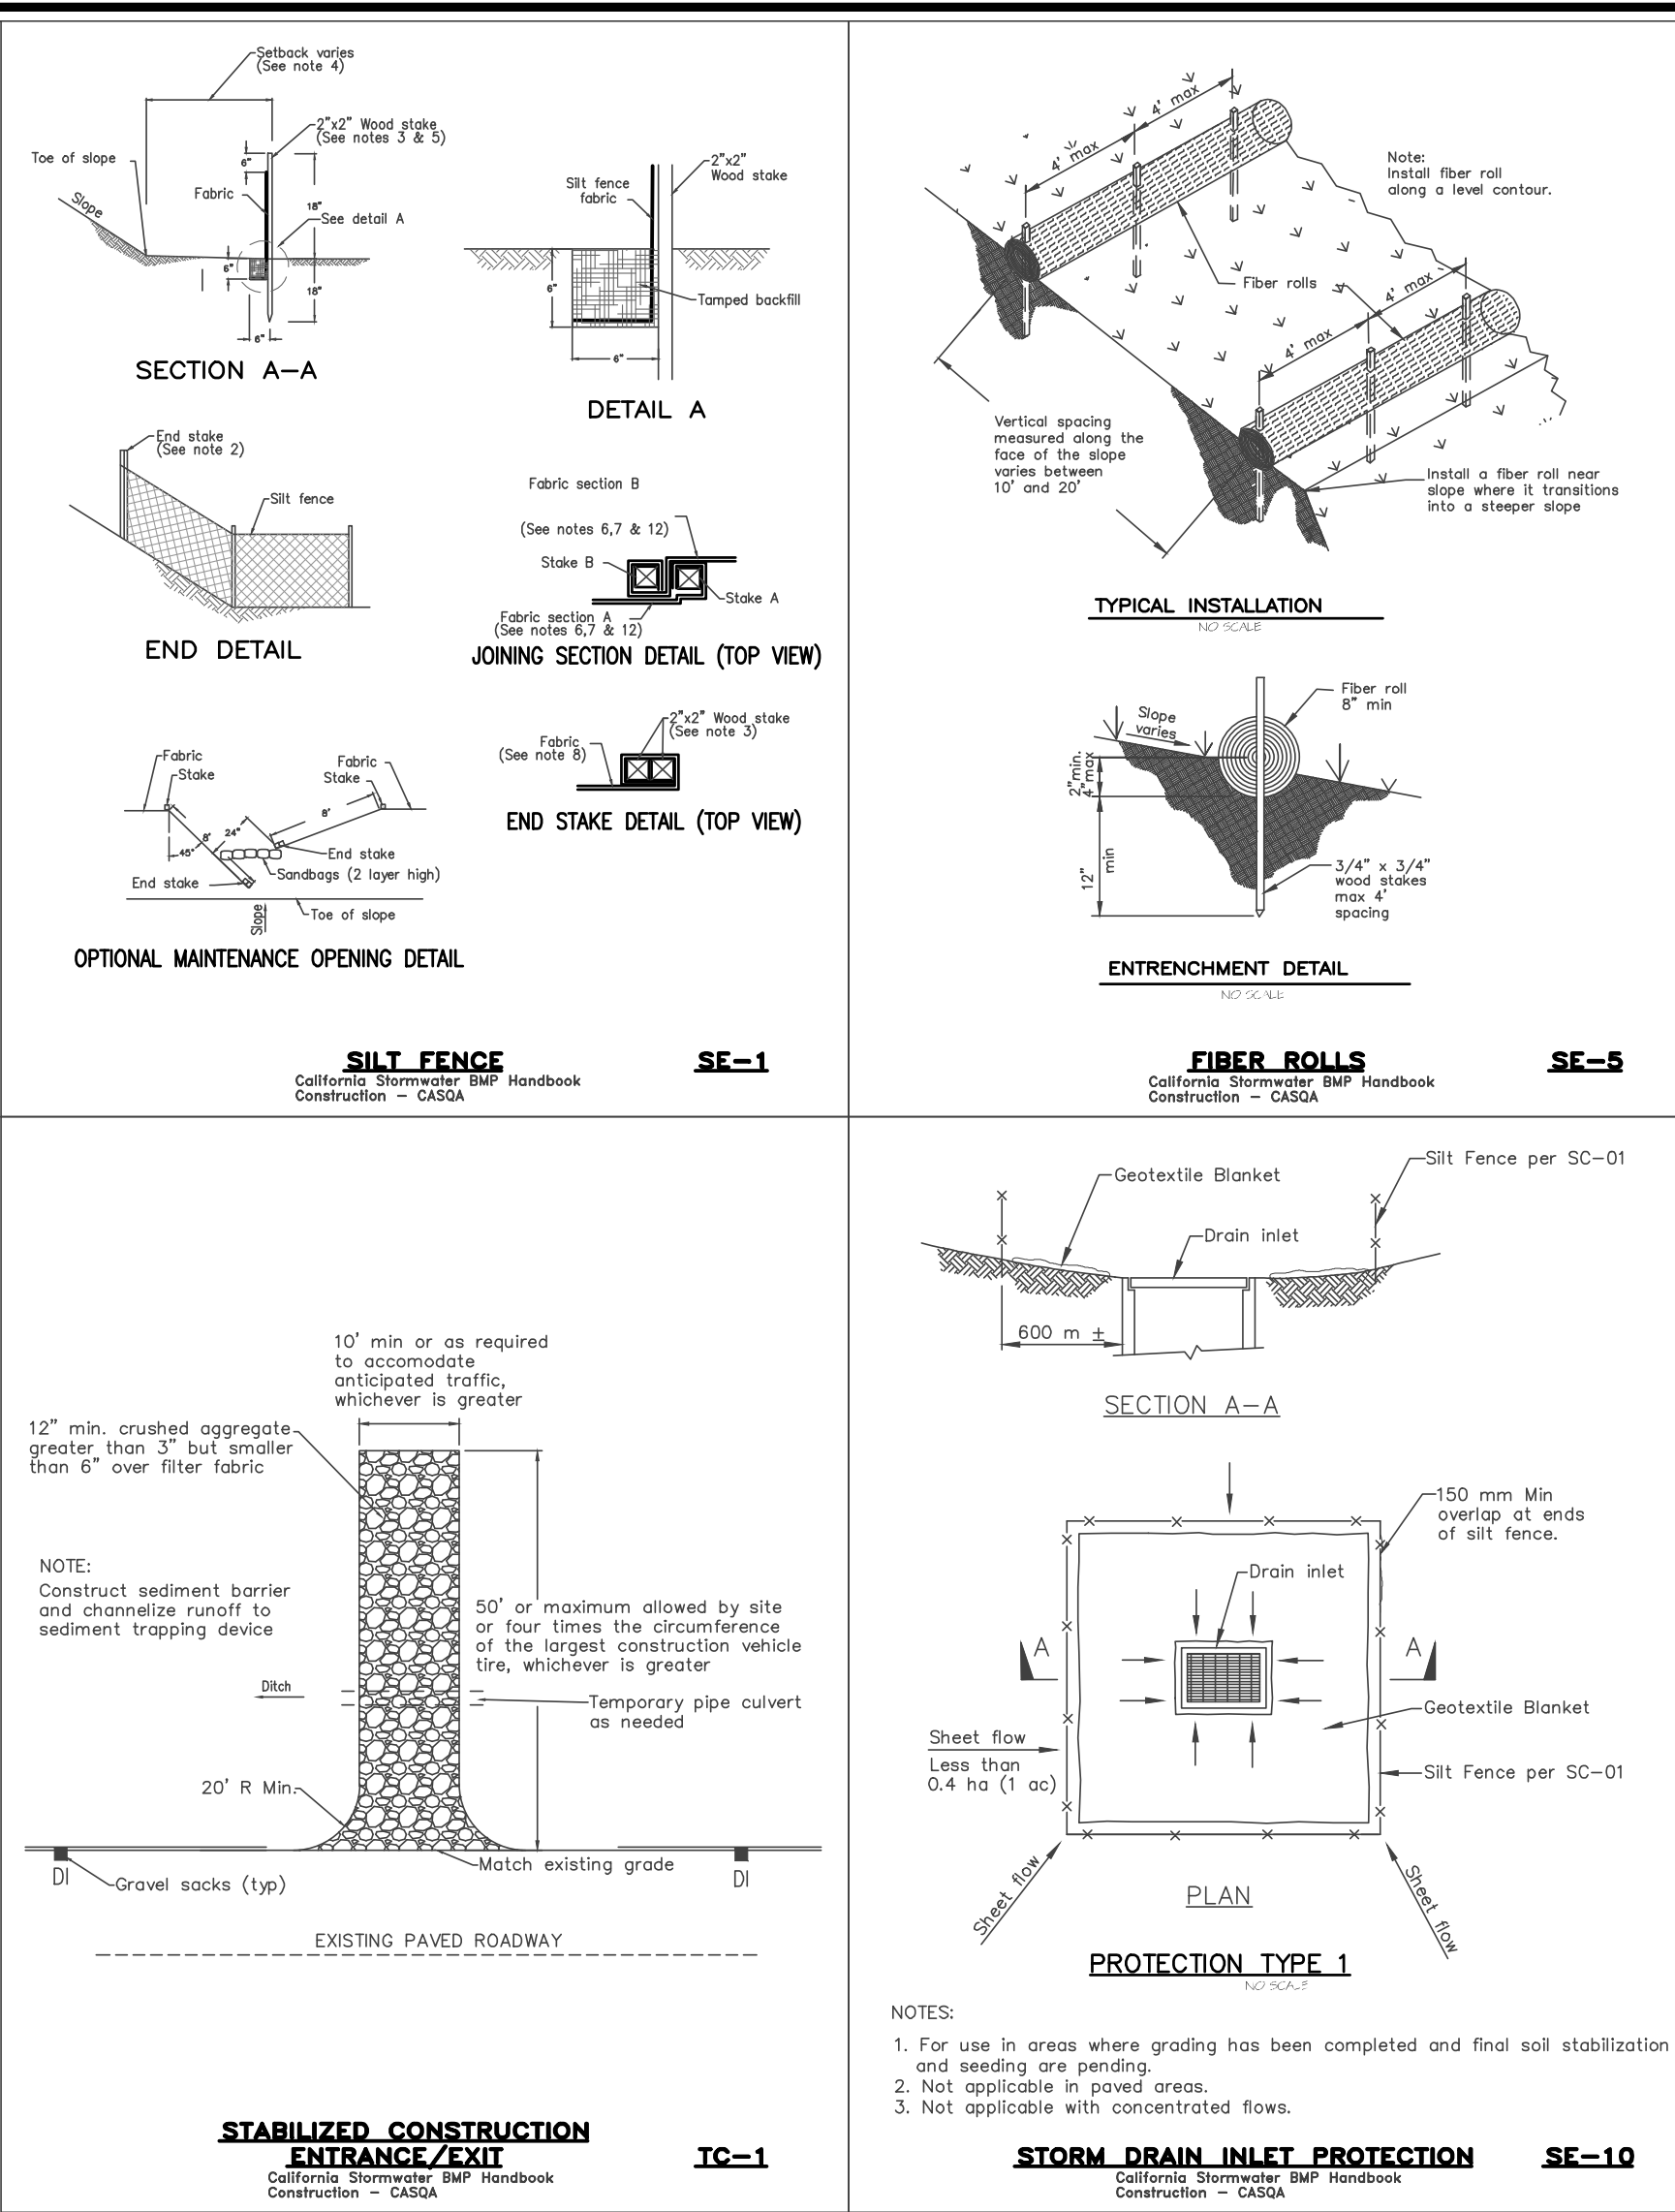 Setback varies
(See note 4)
2"x2" Wood stake
(See notes 3 & 5)
Toe of slope
6"
Fabric
Slope
18"
See detail A
6"
18"
6"
SECTION A-A
2"x2"
Wood stake
Silt fence
fabric
6"
Tamped backfill
6"
DETAIL A
End stake
(See note 2)
Silt fence
END DETAIL
Fabric section B
(See notes 6,7 & 12)
Stake B
Stake A
Fabric section A
(See notes 6,7 & 12)
JOINING SECTION DETAIL (TOP VIEW)
2"x2" Wood stake
(See note 3)
Fabric
(See note 8)
END STAKE DETAIL (TOP VIEW)
Fabric
Stake
Fabric
Stake
8'
24"
8'
45°
End stake
End stake
Sandbags (2 layer high)
Toe of slope
Slope
OPTIONAL MAINTENANCE OPENING DETAIL
SILT FENCE
SE-1
California Stormwater BMP Handbook
Construction - CASQA
4' max
4' max
Note:
Install fiber roll
along a level contour.
Fiber rolls
4' max
4' max
Vertical spacing
measured along the
face of the slope
varies between
10' and 20'
Install a fiber roll near
slope where it transitions
into a steeper slope
TYPICAL INSTALLATION
NO SCALE
Fiber roll
8" min
Slope
varies
2"min.
4"max
12"
min
3/4" x 3/4"
wood stakes
max 4'
spacing
ENTRENCHMENT DETAIL
NO SCALE
FIBER ROLLS
SE-5
California Stormwater BMP Handbook
Construction - CASQA
10' min or as required
to accomodate
anticipated traffic,
whichever is greater
12" min. crushed aggregate
greater than 3" but smaller
than 6" over filter fabric
NOTE:
Construct sediment barrier
and channelize runoff to
sediment trapping device
50' or maximum allowed by site
or four times the circumference
of the largest construction vehicle
tire, whichever is greater
Ditch
Temporary pipe culvert
as needed
20' R Min.
Match existing grade
DI
Gravel sacks (typ)
DI
EXISTING PAVED ROADWAY
STABILIZED CONSTRUCTION
ENTRANCE/EXIT
TC-1
California Stormwater BMP Handbook
Construction - CASQA
Geotextile Blanket
Silt Fence per SC-01
Drain inlet
600 m ±
SECTION A-A
150 mm Min
overlap at ends
of silt fence.
Drain inlet
A
A
Geotextile Blanket
Sheet flow
Less than
0.4 ha (1 ac)
Silt Fence per SC-01
Sheet flow
Sheet flow
PLAN
PROTECTION TYPE 1
NO SCALE
NOTES:
1. For use in areas where grading has been completed and final soil stabilization
and seeding are pending.
2. Not applicable in paved areas.
3. Not applicable with concentrated flows.
STORM DRAIN INLET PROTECTION
SE-10
California Stormwater BMP Handbook
Construction - CASQA